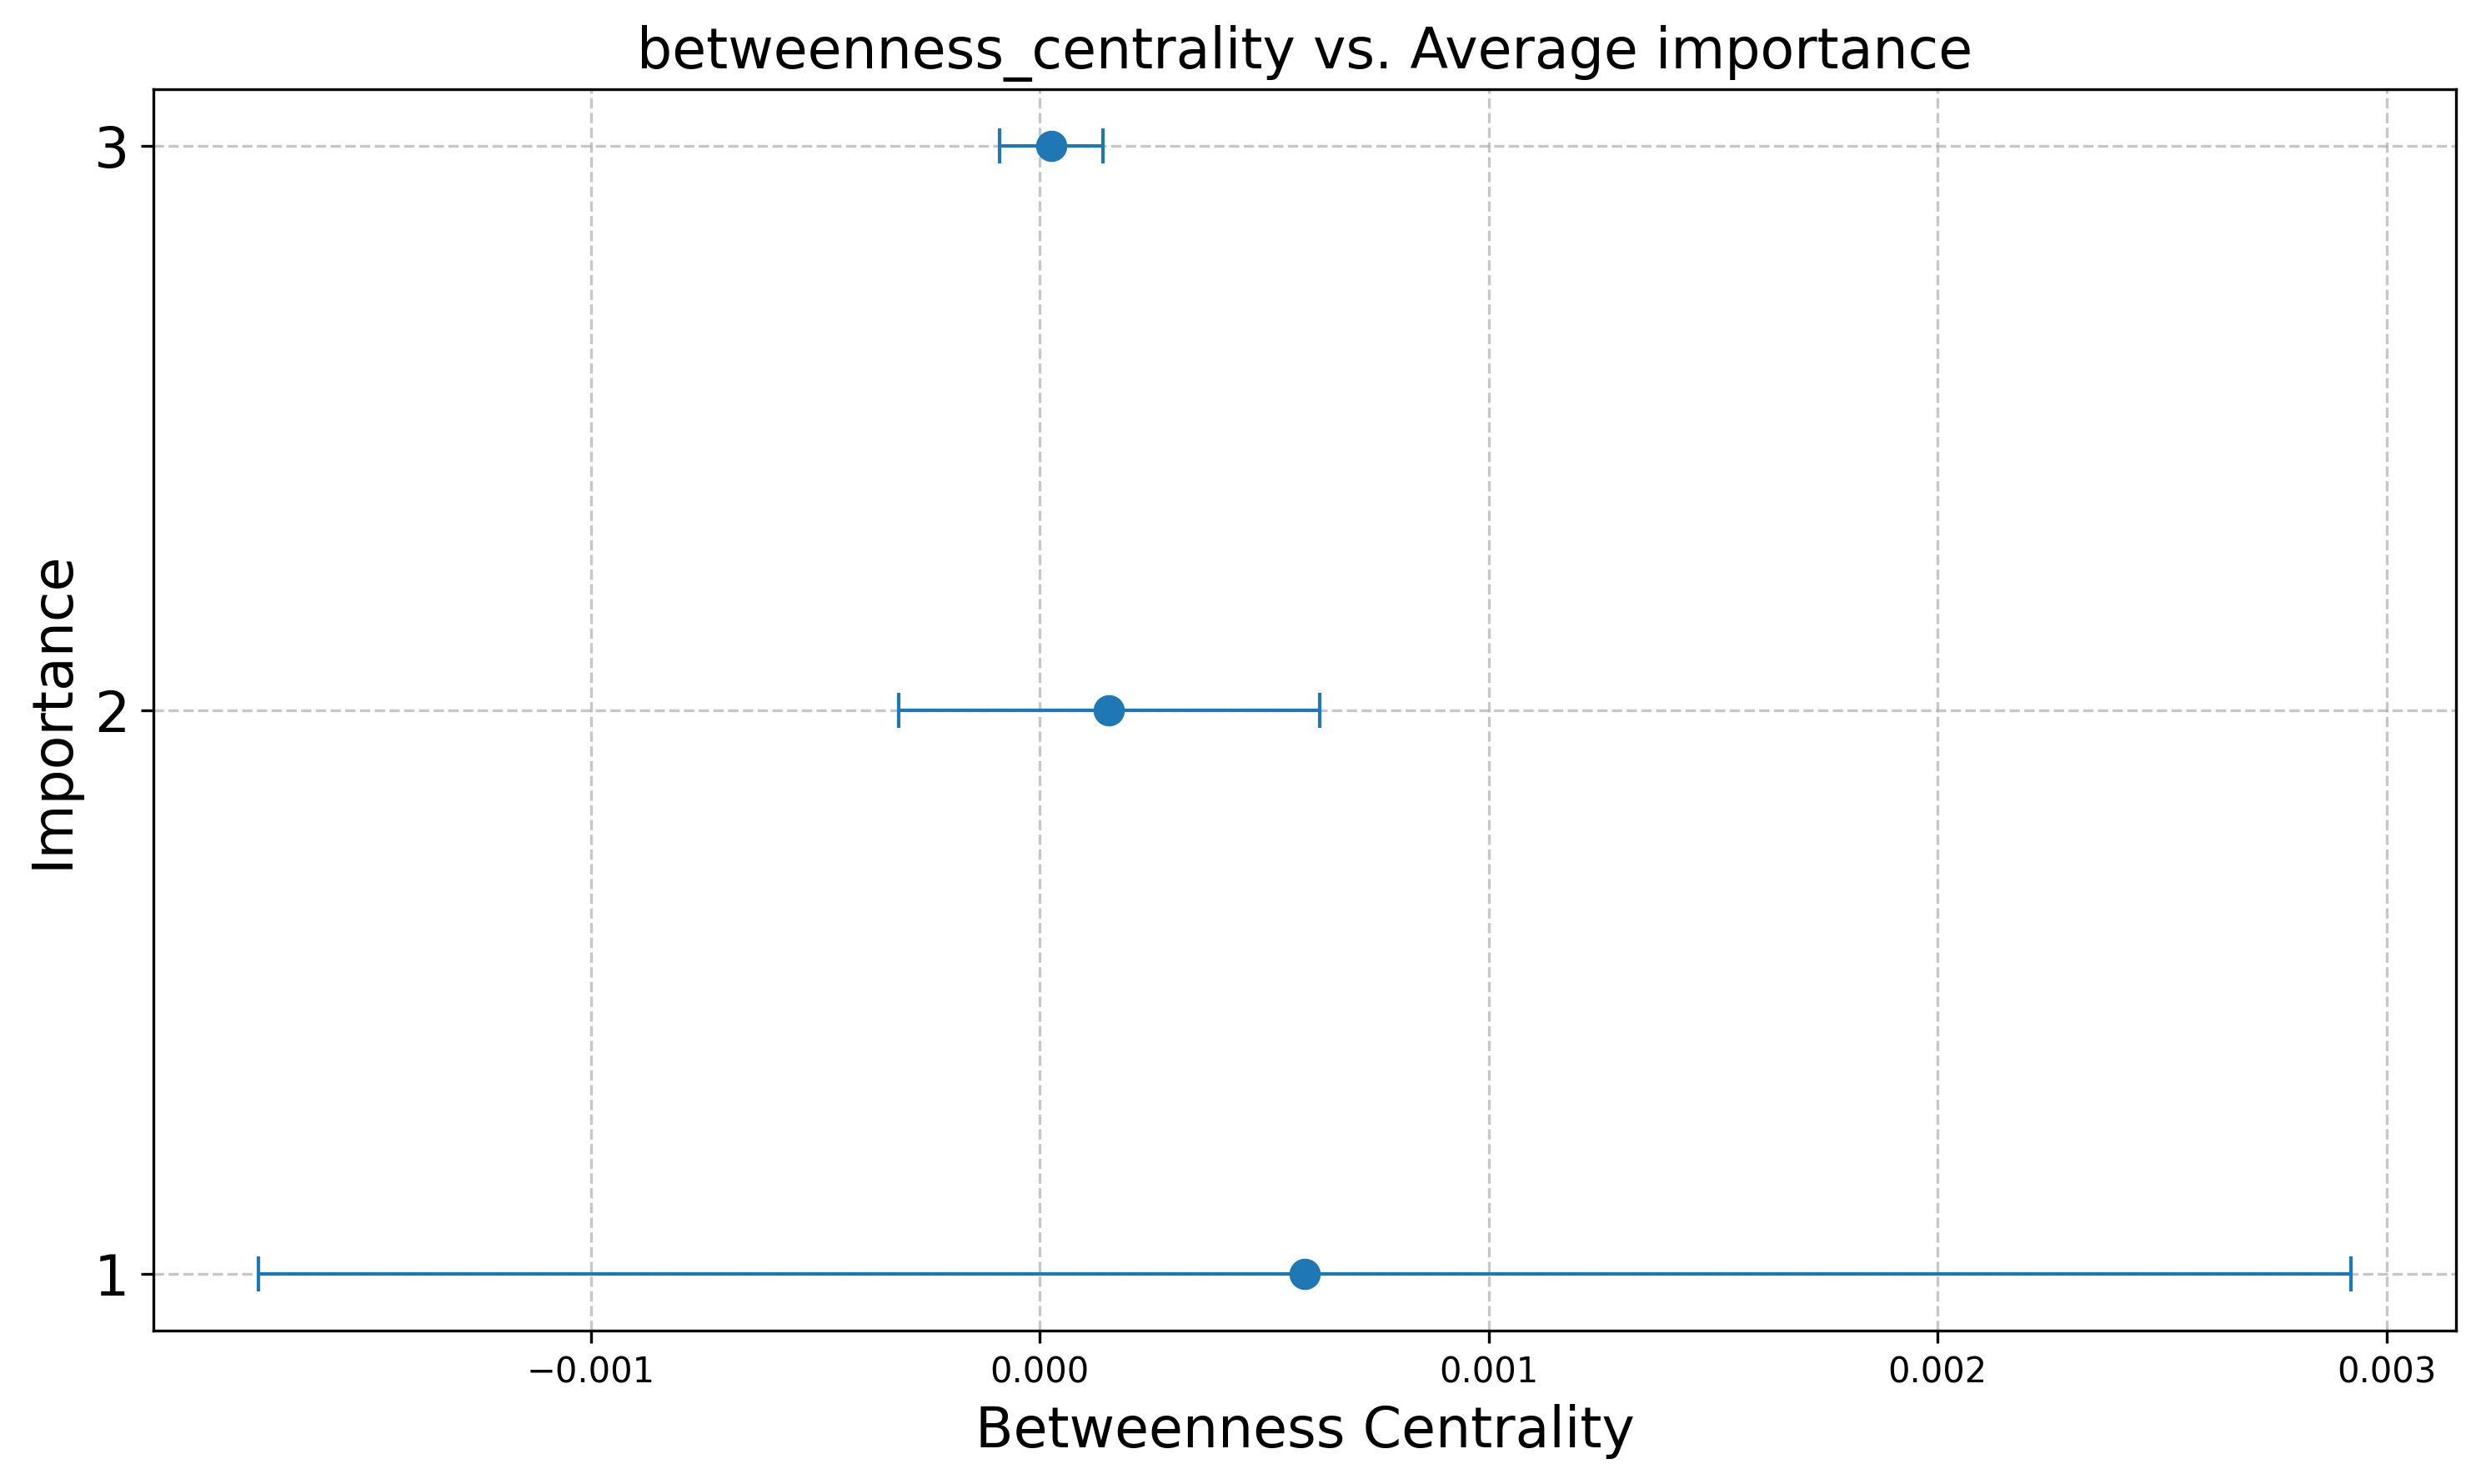 betweenness_centrality vs. Average importance
3
2
1
Importance
−0.001
0.000
0.001
0.002
0.003
Betweenness Centrality